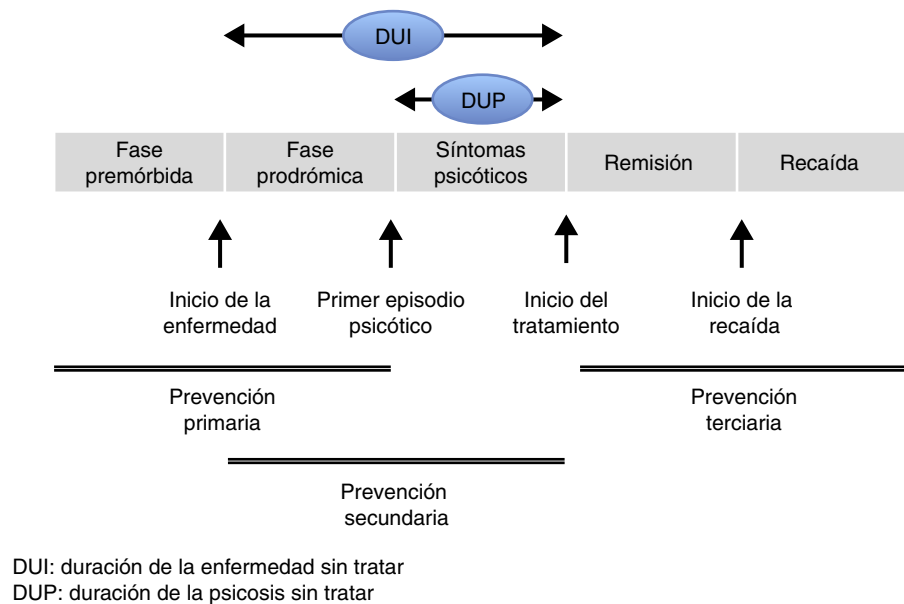 DUI
DUP
Fase
premórbida
Fase
prodrómica
Síntomas
psicóticos
Remisión
Recaída
Inicio de la
enfermedad
Primer episodio
psicótico
Inicio del
tratamiento
Inicio de la
recaída
Prevención
primaria
Prevención
terciaria
Prevención
secundaria
DUI: duración de la enfermedad sin tratar
DUP: duración de la psicosis sin tratar